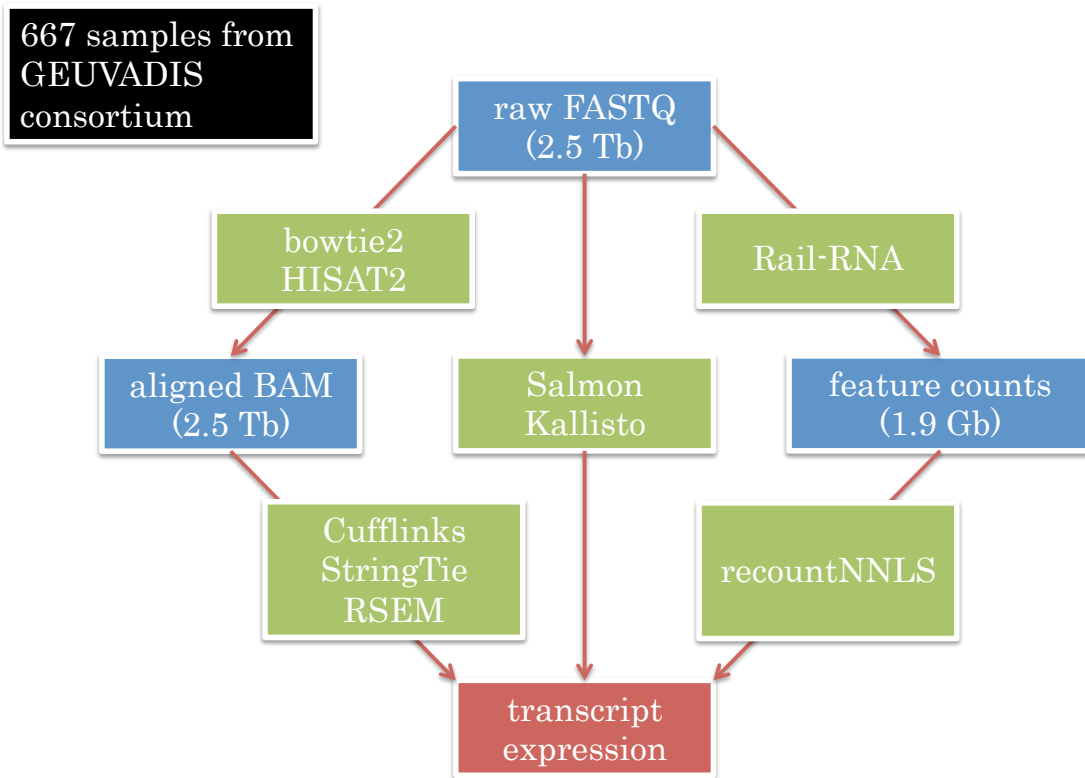 667 samples from
GEUVADIS
consortium
raw FASTQ
(2.5 Tb)
bowtie2
HISAT2
Rail-RNA
aligned BAM
(2.5 Tb)
Salmon
Kallisto
feature counts
(1.9 Gb)
Cufflinks
StringTie
RSEM
recountNNLS
transcript
expression